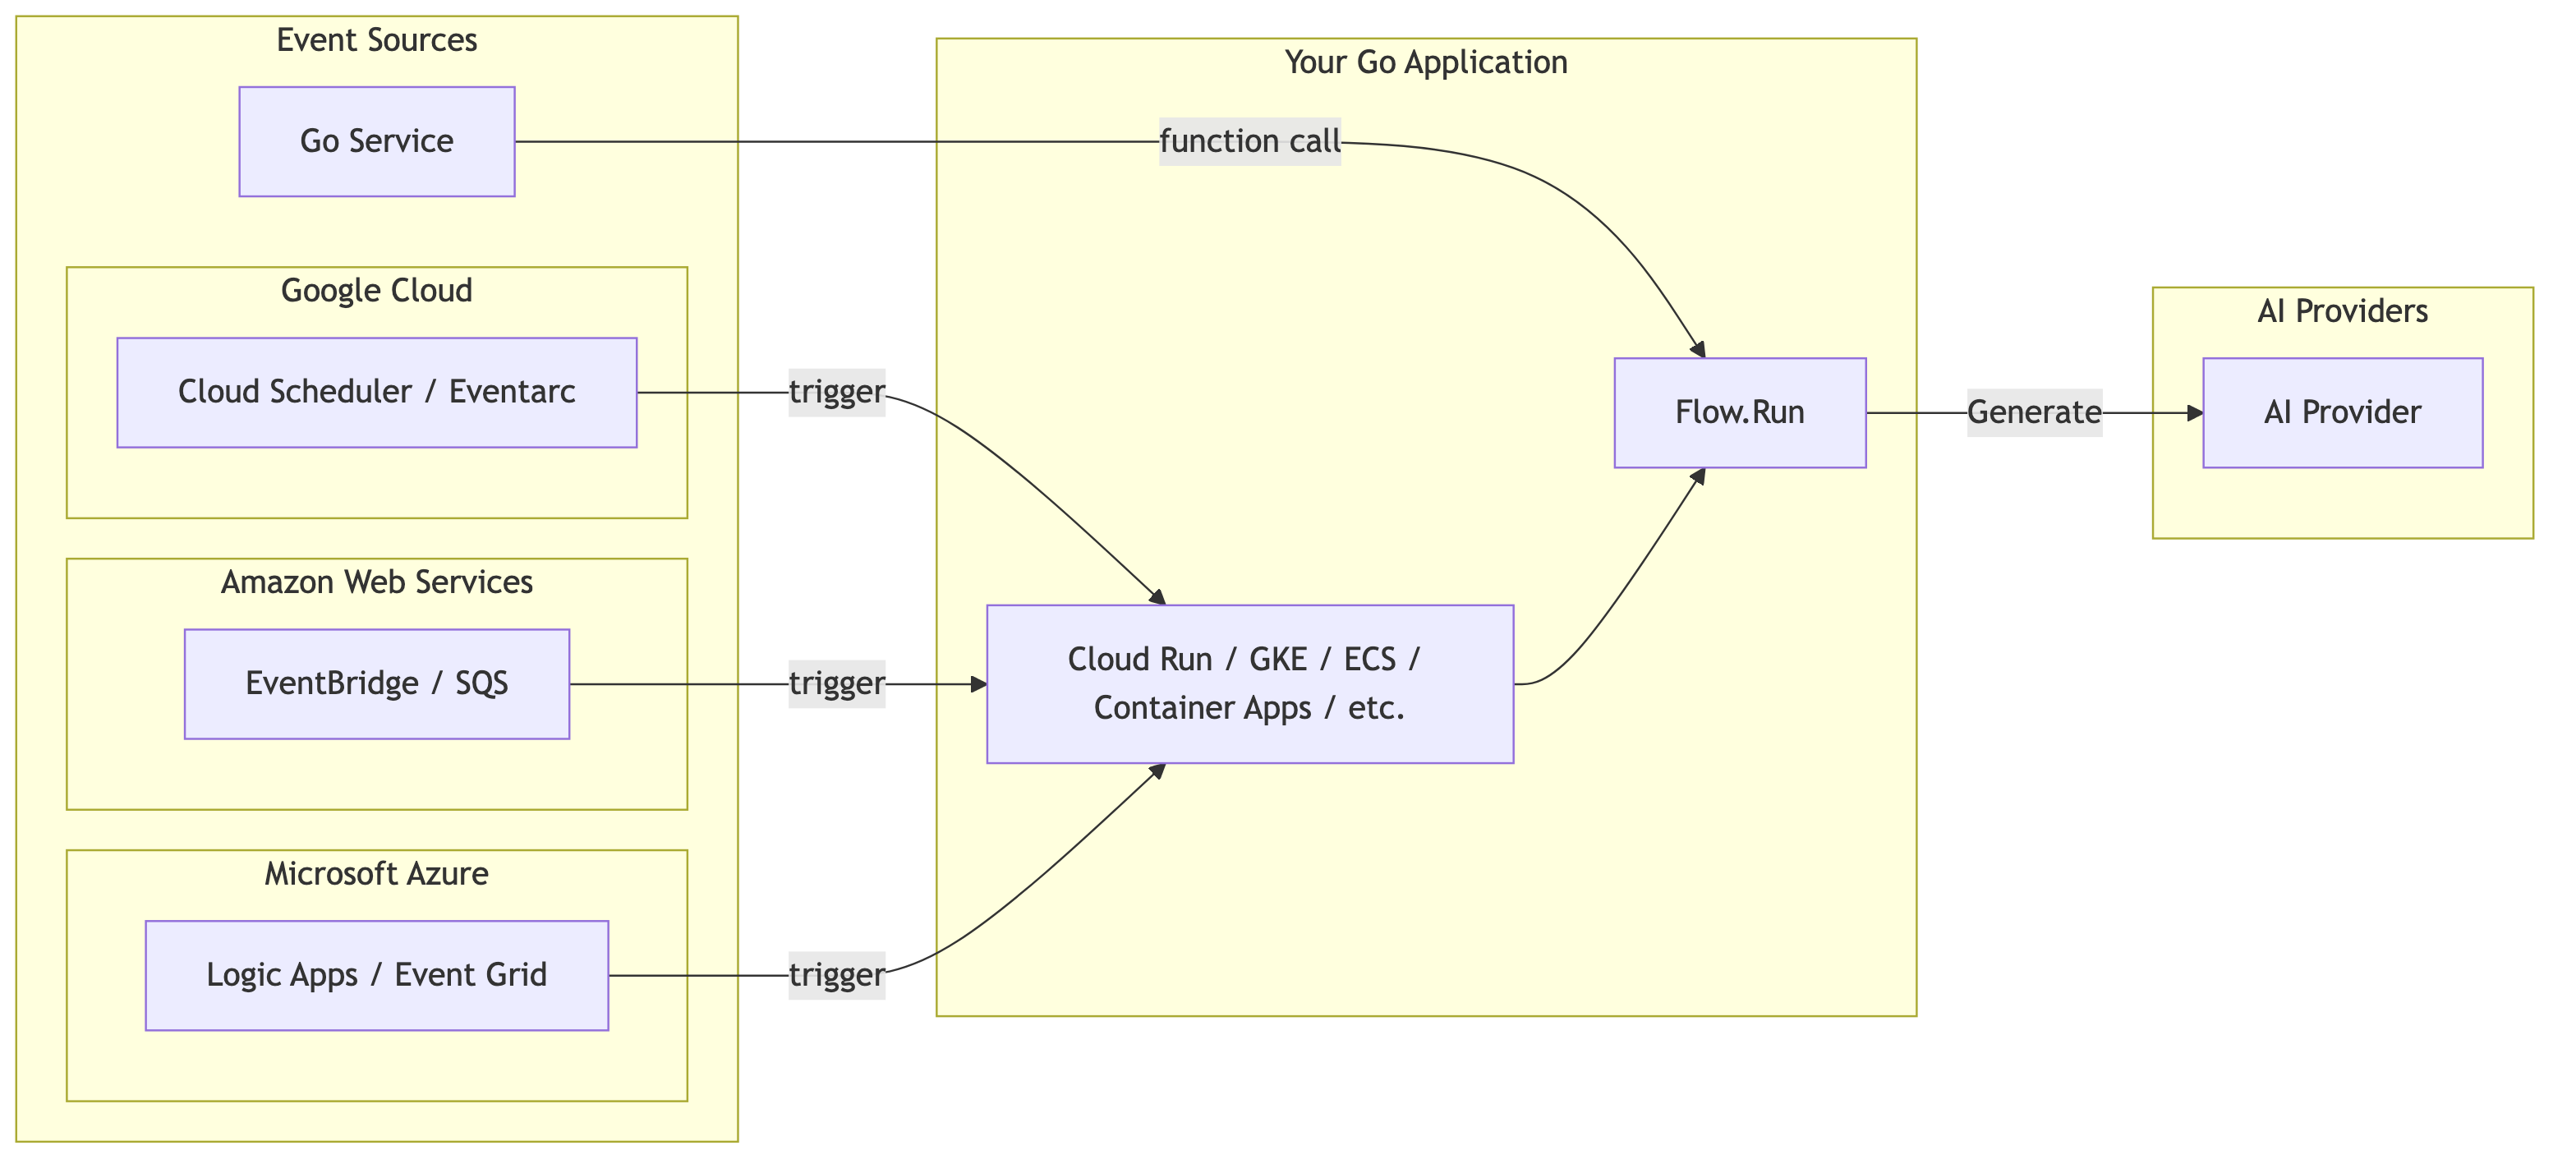 Event Sources
Go Service
Google Cloud
Cloud Scheduler / Eventarc
Amazon Web Services
EventBridge / SQS
Microsoft Azure
Logic Apps / Event Grid
function call
trigger
trigger
trigger
Your Go Application
Cloud Run / GKE / ECS /
Container Apps / etc.
Flow.Run
Generate
AI Providers
AI Provider